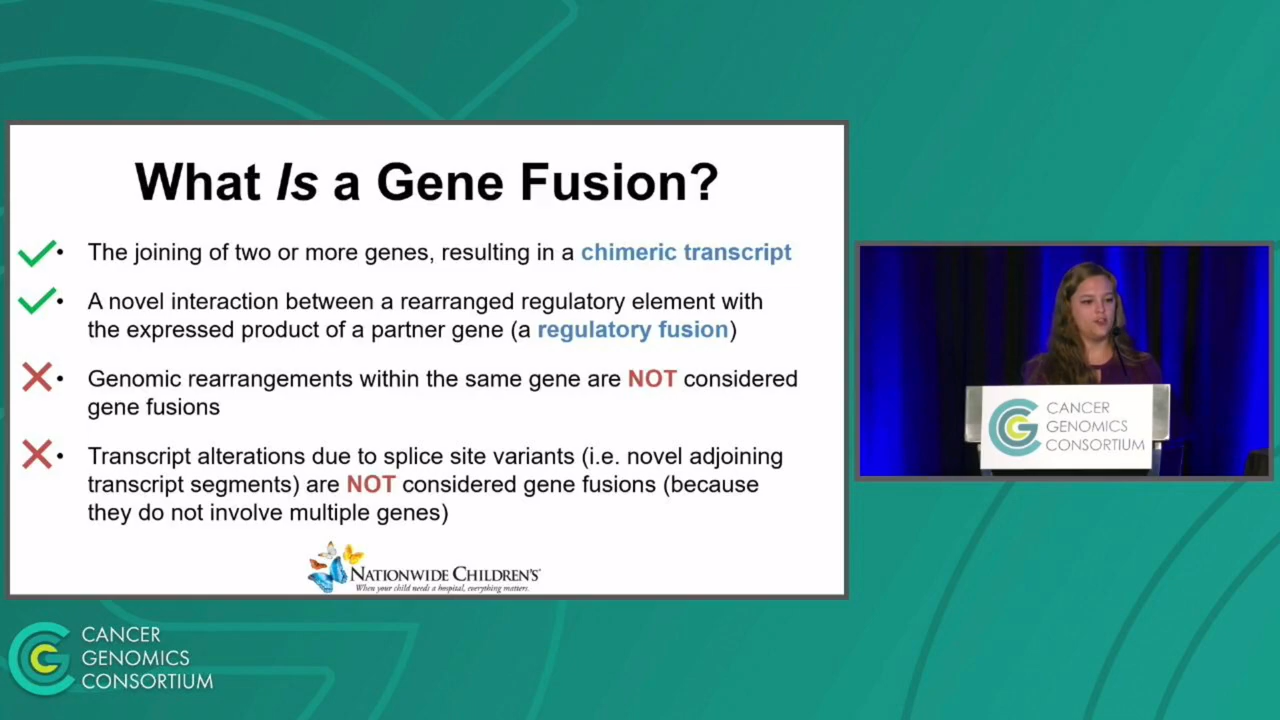 What Is a Gene Fusion?
• The joining of two or more genes, resulting in a chimeric transcript
• A novel interaction between a rearranged regulatory element with
the expressed product of a partner gene (a regulatory fusion)
• Genomic rearrangements within the same gene are NOT considered
gene fusions
• Transcript alterations due to splice site variants (i.e. novel adjoining
transcript segments) are NOT considered gene fusions (because
they do not involve multiple genes)
NATIONWIDE CHILDREN'S
When your child needs a hospital, everything matters.
CANCER
GENOMICS
CONSORTIUM
CANCER
GENOMICS
CONSORTIUM